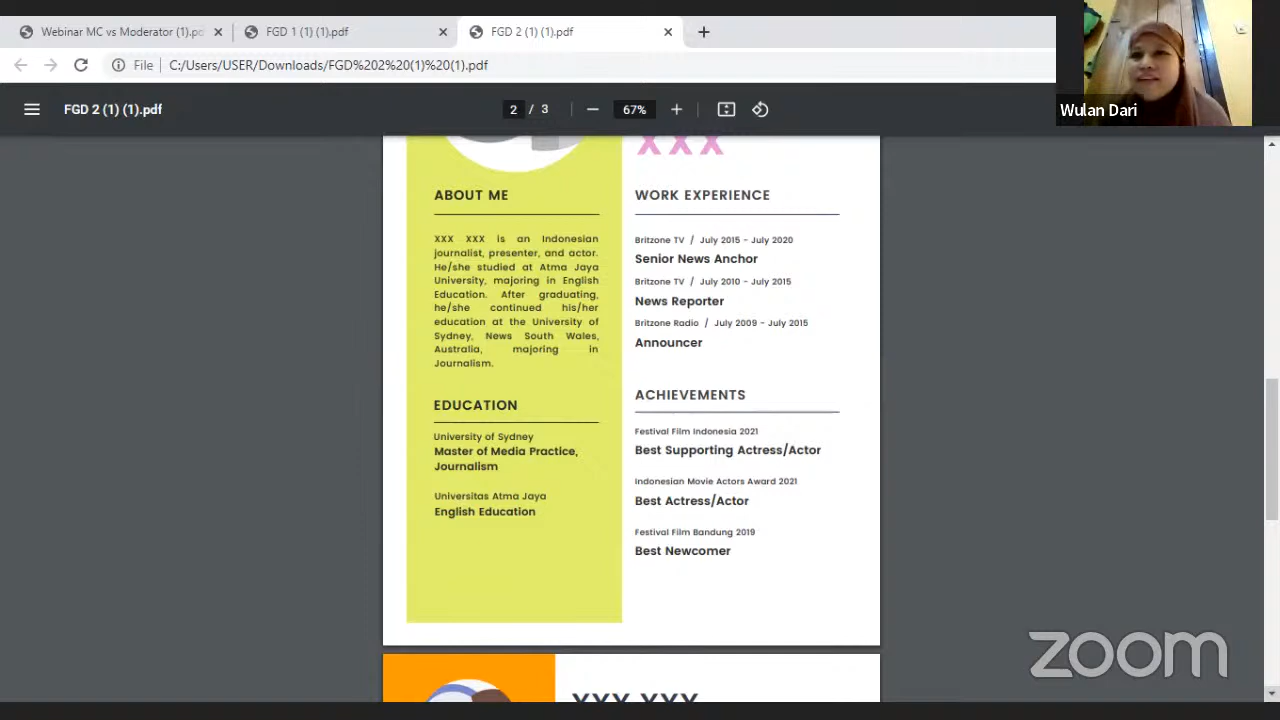 Webinar MC vs Moderator (1).pd
FGD 1 (1) (1).pdf
FGD 2 (1) (1).pdf
File
C:/Users/USER/Downloads/FGD%202%20(1)%20(1).pdf
Wulan Dari
FGD 2 (1) (1).pdf
2 / 3
67%
XXX
ABOUT ME
XXX XXX is an Indonesian
journalist, presenter, and actor.
He/she studied at Atma Jaya
University, majoring in English
Education. After graduating,
he/she continued his/her
education at the University of
Sydney, News South Wales,
Australia, majoring in
Journalism.
EDUCATION
University of Sydney
Master of Media Practice,
Journalism
Universitas Atma Jaya
English Education
WORK EXPERIENCE
Britzone TV / July 2015 - July 2020
Senior News Anchor
Britzone TV / July 2010 - July 2015
News Reporter
Britzone Radio / July 2009 - July 2015
Announcer
ACHIEVEMENTS
Festival Film Indonesia 2021
Best Supporting Actress/Actor
Indonesian Movie Actors Award 2021
Best Actress/Actor
Festival Film Bandung 2019
Best Newcomer
XXX XXX
zoom